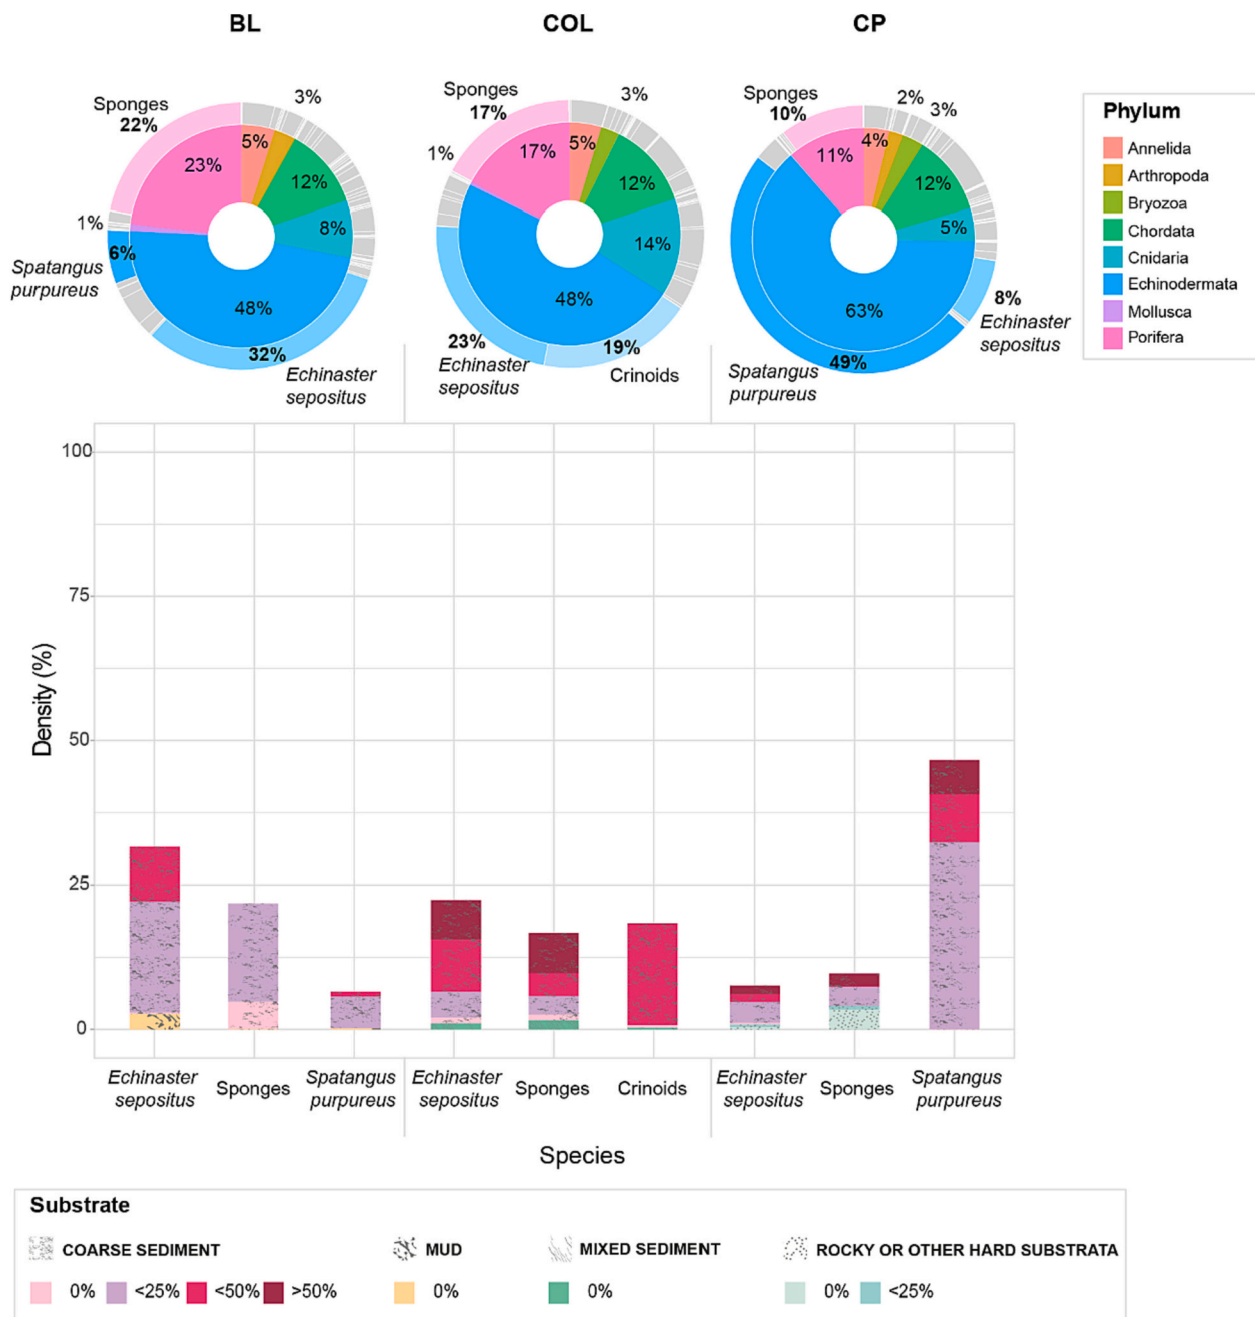 BL COL CP
Sponges
22%
3%
5%
23%
12%
8%
1%
6%
Spatangus
purpureus
48%
32%
Echinaster
sepositus
Sponges
17%
3%
5%
17%
12%
1%
14%
48%
23%
Echinaster
sepositus
19%
Crinoids
Sponges
10%
2%
3%
4%
11%
12%
5%
63%
8%
Echinaster
sepositus
49%
Spatangus
purpureus
Phylum
Annelida
Arthropoda
Bryozoa
Chordata
Cnidaria
Echinodermata
Mollusca
Porifera
100
75
50
25
0
Density (%)
Echinaster
sepositus
Sponges
Spatangus
purpureus
Echinaster
sepositus
Sponges
Crinoids
Echinaster
sepositus
Sponges
Spatangus
purpureus
Species
Substrate
COARSE SEDIMENT MUD MIXED SEDIMENT ROCKY OR OTHER HARD SUBSTRATA
0% <25% <50% >50% 0% 0% 0% <25%